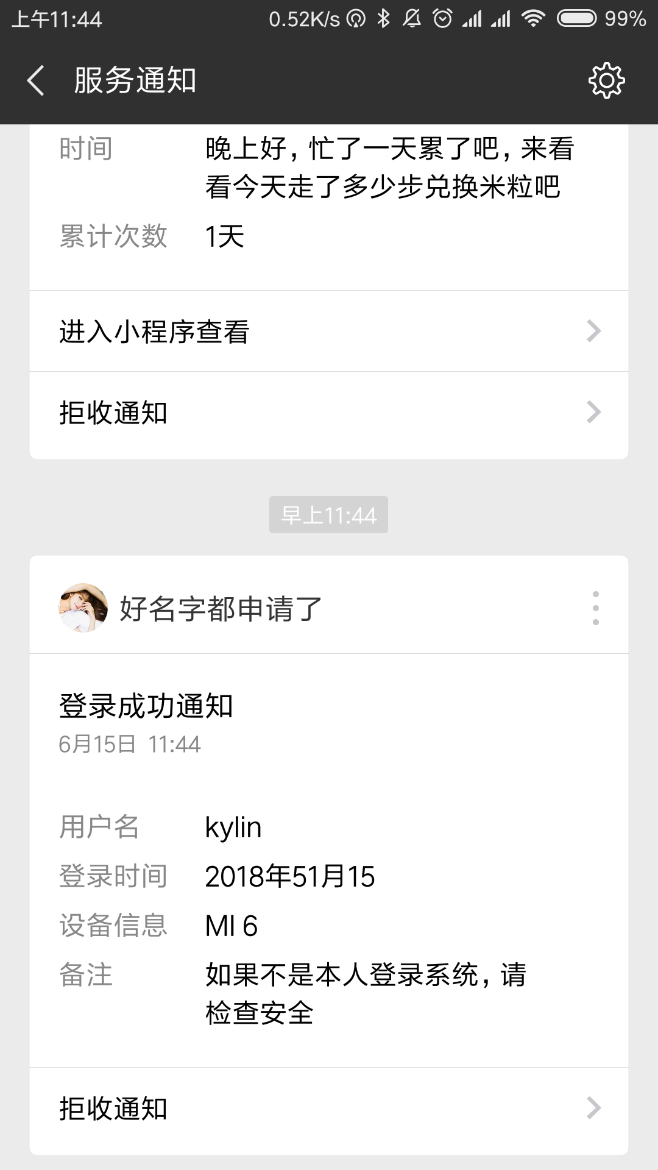 上午11:44 0.52K/s 99%
服务通知
时间 晚上好，忙了一天累了吧，来看
看今天走了多少步兑换米粒吧
累计次数 1天
进入小程序查看
拒收通知
早上11:44
好名字都申请了
登录成功通知
6月15日 11:44
用户名 kylin
登录时间 2018年51月15
设备信息 MI 6
备注 如果不是本人登录系统，请
检查安全
拒收通知